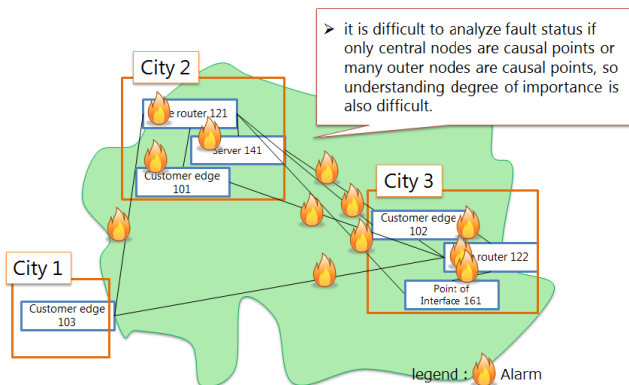 ➢ it is difficult to analyze fault status if
only central nodes are causal points or
many outer nodes are causal points, so
understanding degree of importance is
also difficult.
City 2
router 121
Server 141
Customer edge
101
City 3
Customer edge
102
router 122
Point of
Interface 161
City 1
Customer edge
103
legend : Alarm